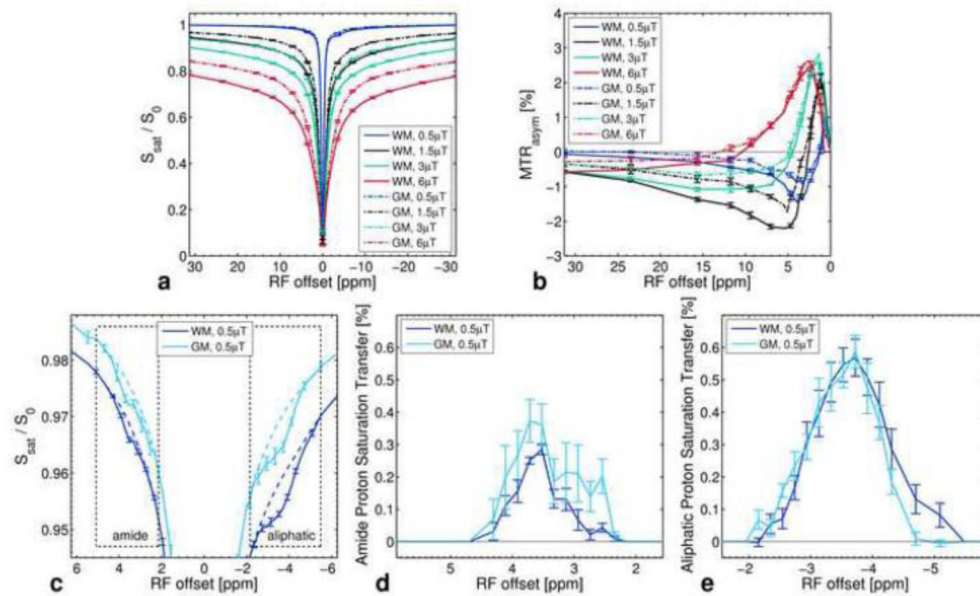 S_sat / S_0
1
0.8
0.6
0.4
0.2
0
WM, 0.5μT
WM, 1.5μT
WM, 3μT
WM, 6μT
GM, 0.5μT
GM, 1.5μT
GM, 3μT
GM, 6μT
30 20 10 0 −10 −20 −30
RF offset [ppm]
a
MTR_asym [%]
4
3
2
1
0
−1
−2
−3
−4
WM, 0.5μT
WM, 1.5μT
WM, 3μT
WM, 6μT
GM, 0.5μT
GM, 1.5μT
GM, 3μT
GM, 6μT
30 25 20 15 10 5 0
RF offset [ppm]
b
S_sat / S_0
0.98
0.97
0.96
0.95
WM, 0.5μT
GM, 0.5μT
amide
aliphatic
6 4 2 0 −2 −4 −6
RF offset [ppm]
c
Amide Proton Saturation Transfer [%]
0.6
0.5
0.4
0.3
0.2
0.1
0
WM, 0.5μT
GM, 0.5μT
5 4 3 2
RF offset [ppm]
d
Aliphatic Proton Saturation Transfer [%]
0.6
0.5
0.4
0.3
0.2
0.1
0
WM, 0.5μT
GM, 0.5μT
−2 −3 −4 −5
RF offset [ppm]
e